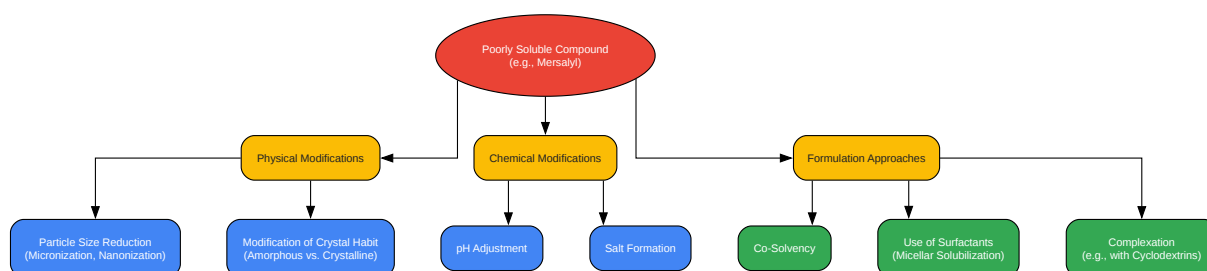 Poorly Soluble Compound
(e.g., Mersalyl)
Physical Modifications
Chemical Modifications
Formulation Approaches
Particle Size Reduction
(Micronization, Nanonization)
Modification of Crystal Habit
(Amorphous vs. Crystalline)
pH Adjustment
Salt Formation
Co-Solvency
Use of Surfactants
(Micellar Solubilization)
Complexation
(e.g., with Cyclodextrins)